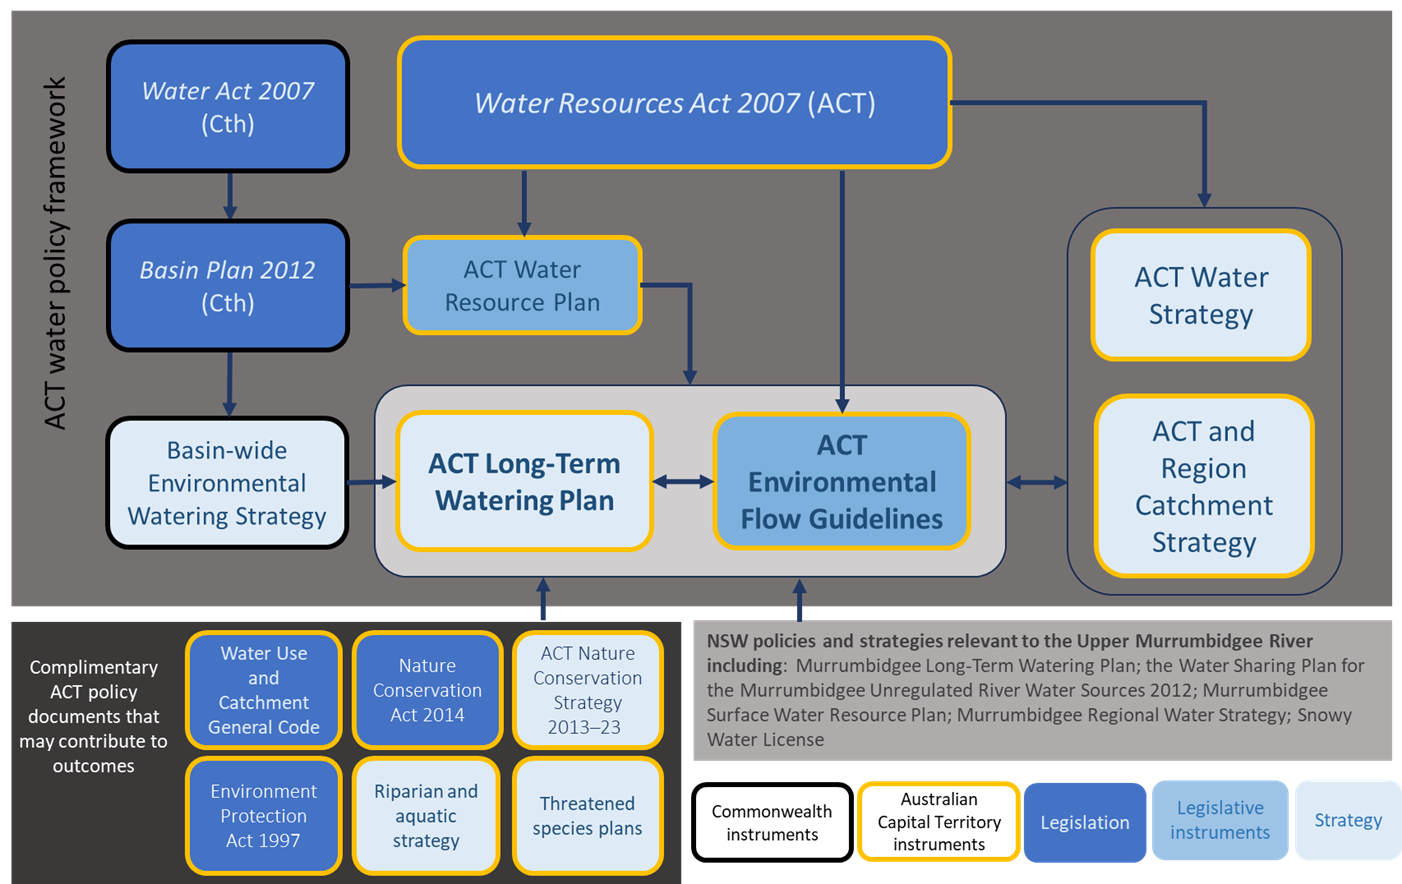 ACT water policy framework
Water Act 2007
(Cth)
Water Resources Act 2007 (ACT)
Basin Plan 2012
(Cth)
ACT Water
Resource Plan
ACT Water
Strategy
Basin-wide
Environmental
Watering Strategy
ACT Long-Term
Watering Plan
ACT
Environmental
Flow Guidelines
ACT and
Region
Catchment
Strategy
Complimentary
ACT policy
documents that
may contribute to
outcomes
Water Use
and
Catchment
General Code
Nature
Conservation
Act 2014
ACT Nature
Conservation
Strategy
2013–23
Environment
Protection
Act 1997
Riparian and
aquatic
strategy
Threatened
species plans
NSW policies and strategies relevant to the Upper Murrumbidgee River
including: Murrumbidgee Long-Term Watering Plan; the Water Sharing Plan for
the Murrumbidgee Unregulated River Water Sources 2012; Murrumbidgee
Surface Water Resource Plan; Murrumbidgee Regional Water Strategy; Snowy
Water License
Commonwealth
instruments
Australian
Capital Territory
instruments
Legislation
Legislative
instruments
Strategy